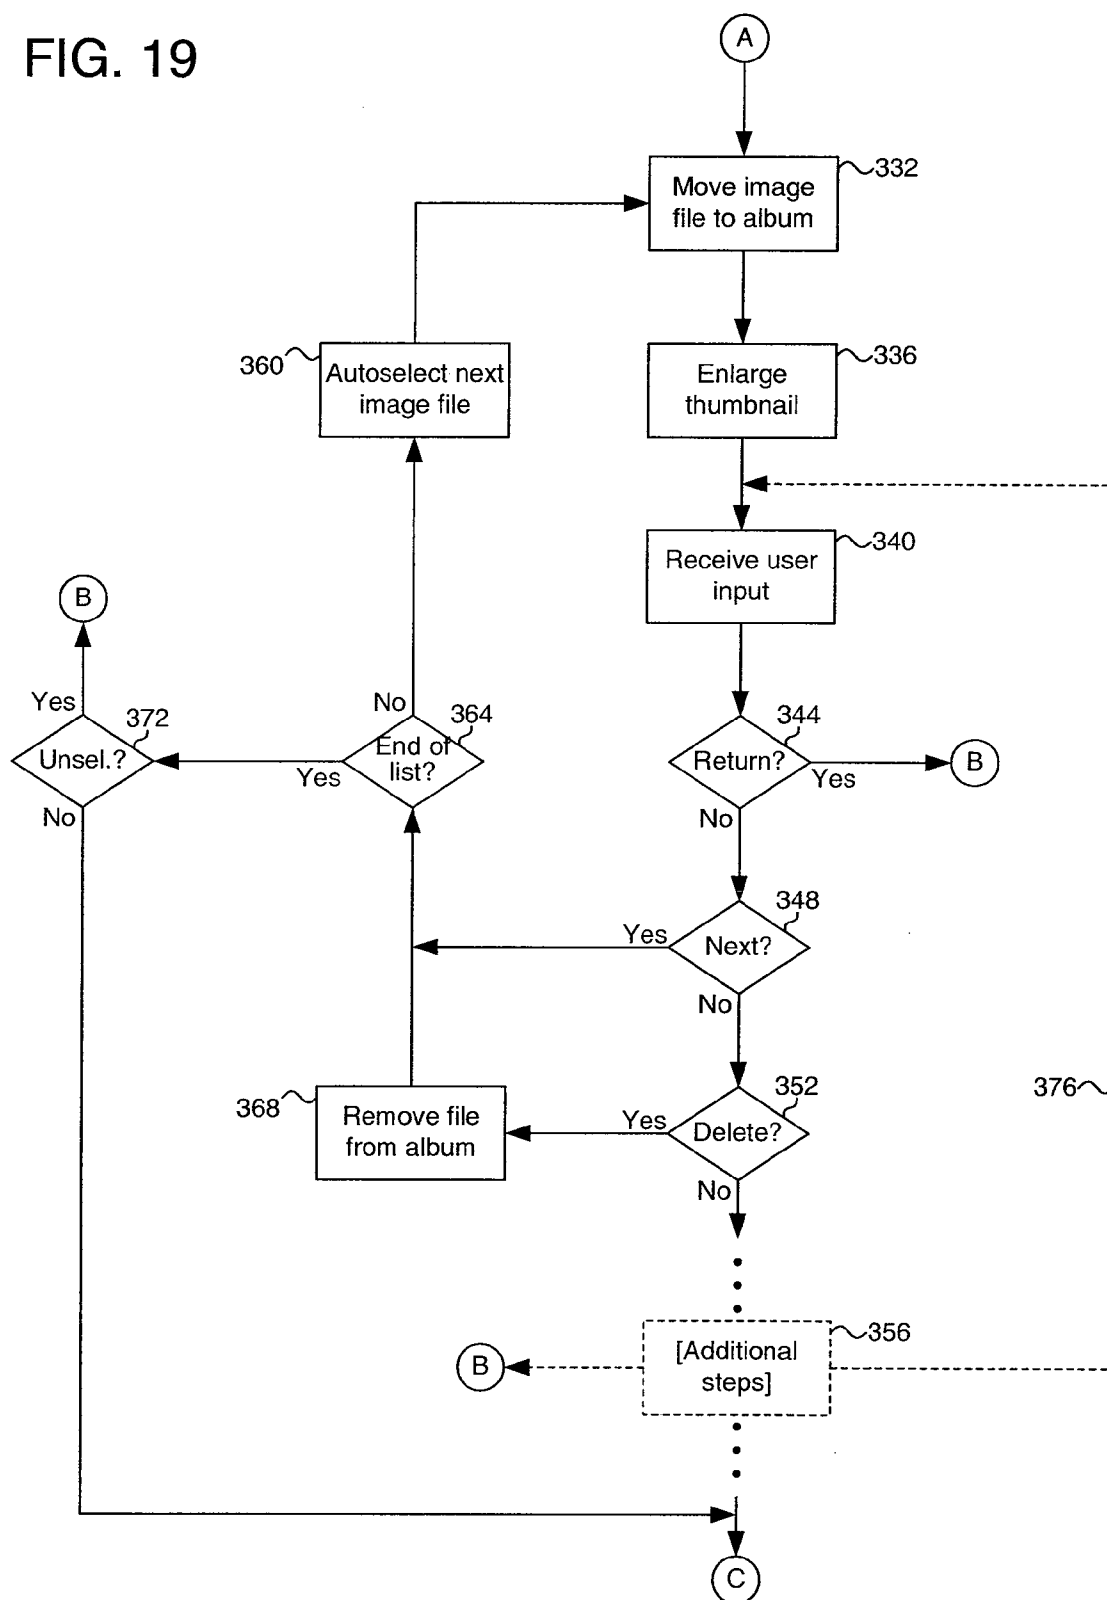 FIG. 19
A
332
Move image
file to album
360
Autoselect next
image file
336
Enlarge
thumbnail
340
Receive user
input
B
Yes
372
Unsel.?
No
No
364
End of
list?
Yes
344
Return?
Yes
B
No
348
Yes
Next?
No
368
Remove file
from album
352
Yes
Delete?
No
376
356
[Additional
steps]
B
C